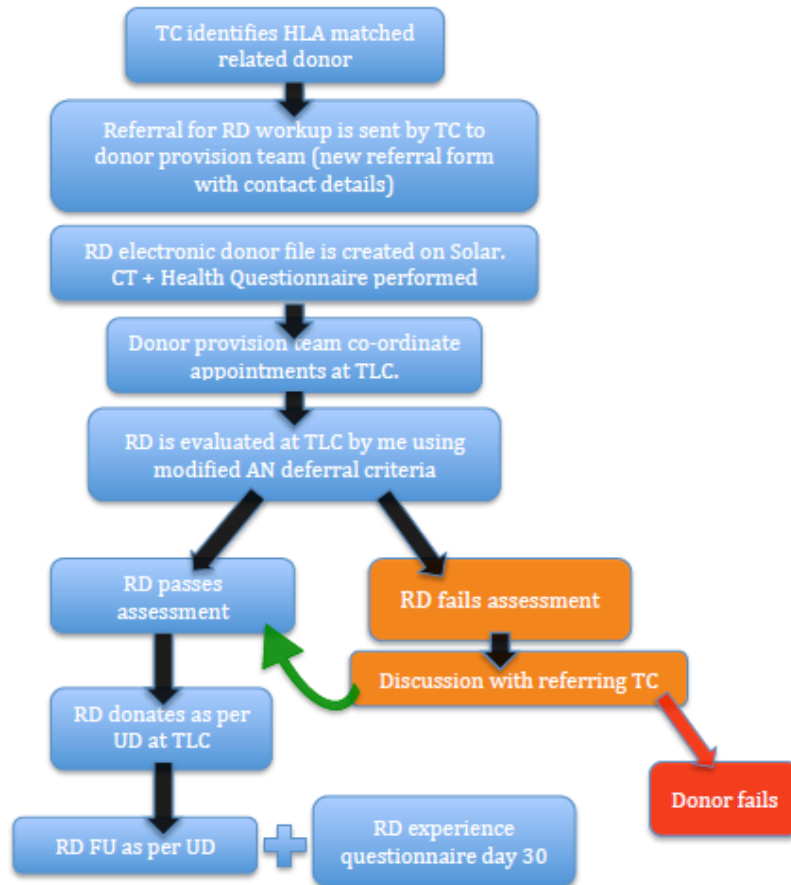 TC identifies HLA matched
related donor
Referral for RD workup is sent by TC to
donor provision team (new referral form
with contact details)
RD electronic donor file is created on Solar.
CT + Health Questionnaire performed
Donor provision team co-ordinate
appointments at TLC.
RD is evaluated at TLC by me using
modified AN deferral criteria
RD passes
assessment
RD fails assessment
Discussion with referring TC
RD donates as per
UD at TLC
Donor fails
RD FU as per UD
RD experience
questionnaire day 30